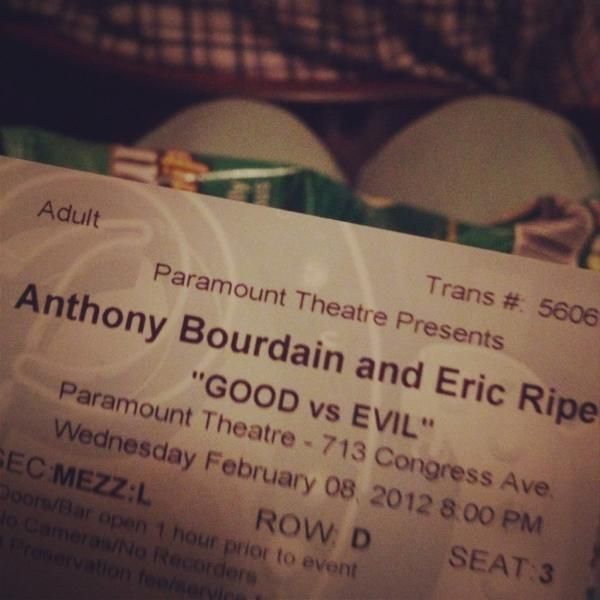 Adult
Trans #: 5606
Paramount Theatre Presents
Anthony Bourdain and Eric Ripe
"GOOD vs EVIL"
Paramount Theatre - 713 Congress Ave.
Wednesday February 08, 2012 8:00 PM
SEC:MEZZ:L ROW: D SEAT:3
Doors/Bar open 1 hour prior to event
No Cameras/No Recorders
Preservation fee/service